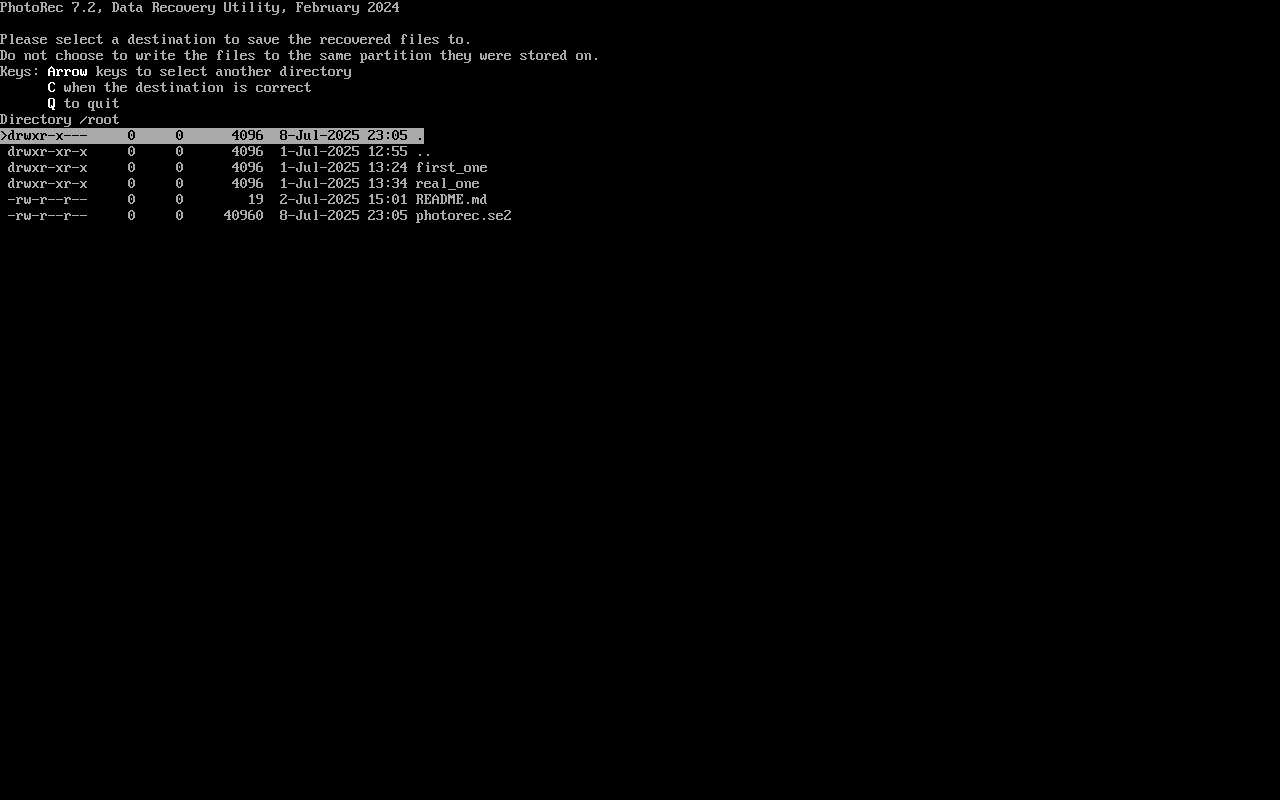 PhotoRec 7.2, Data Recovery Utility, February 2024
Please select a destination to save the recovered files to.
Do not choose to write the files to the same partition they were stored on.
Keys: Arrow keys to select another directory
      C when the destination is correct
      Q to quit
Directory /root
>drwxr-x---     0     0      4096  8-Jul-2025 23:05 .
 drwxr-xr-x     0     0      4096  1-Jul-2025 12:55 ..
 drwxr-xr-x     0     0      4096  1-Jul-2025 13:24 first_one
 drwxr-xr-x     0     0      4096  1-Jul-2025 13:34 real_one
 -rw-r--r--     0     0        19  2-Jul-2025 15:01 README.md
 -rw-r--r--     0     0     40960  8-Jul-2025 23:05 photorec.se2